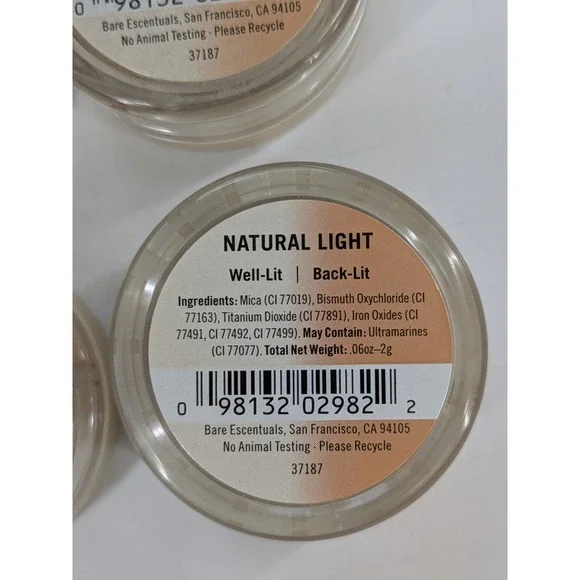 Bare Escentuals, San Francisco, CA 94105
No Animal Testing · Please Recycle
37187
NATURAL LIGHT
Well-Lit | Back-Lit
Ingredients: Mica (CI 77019), Bismuth Oxychloride (CI
77163), Titanium Dioxide (CI 77891), Iron Oxides (CI
77491, CI 77492, CI 77499). May Contain: Ultramarines
(CI 77077). Total Net Weight: .06oz–2g
0 98132 02982 2
Bare Escentuals, San Francisco, CA 94105
No Animal Testing · Please Recycle
37187